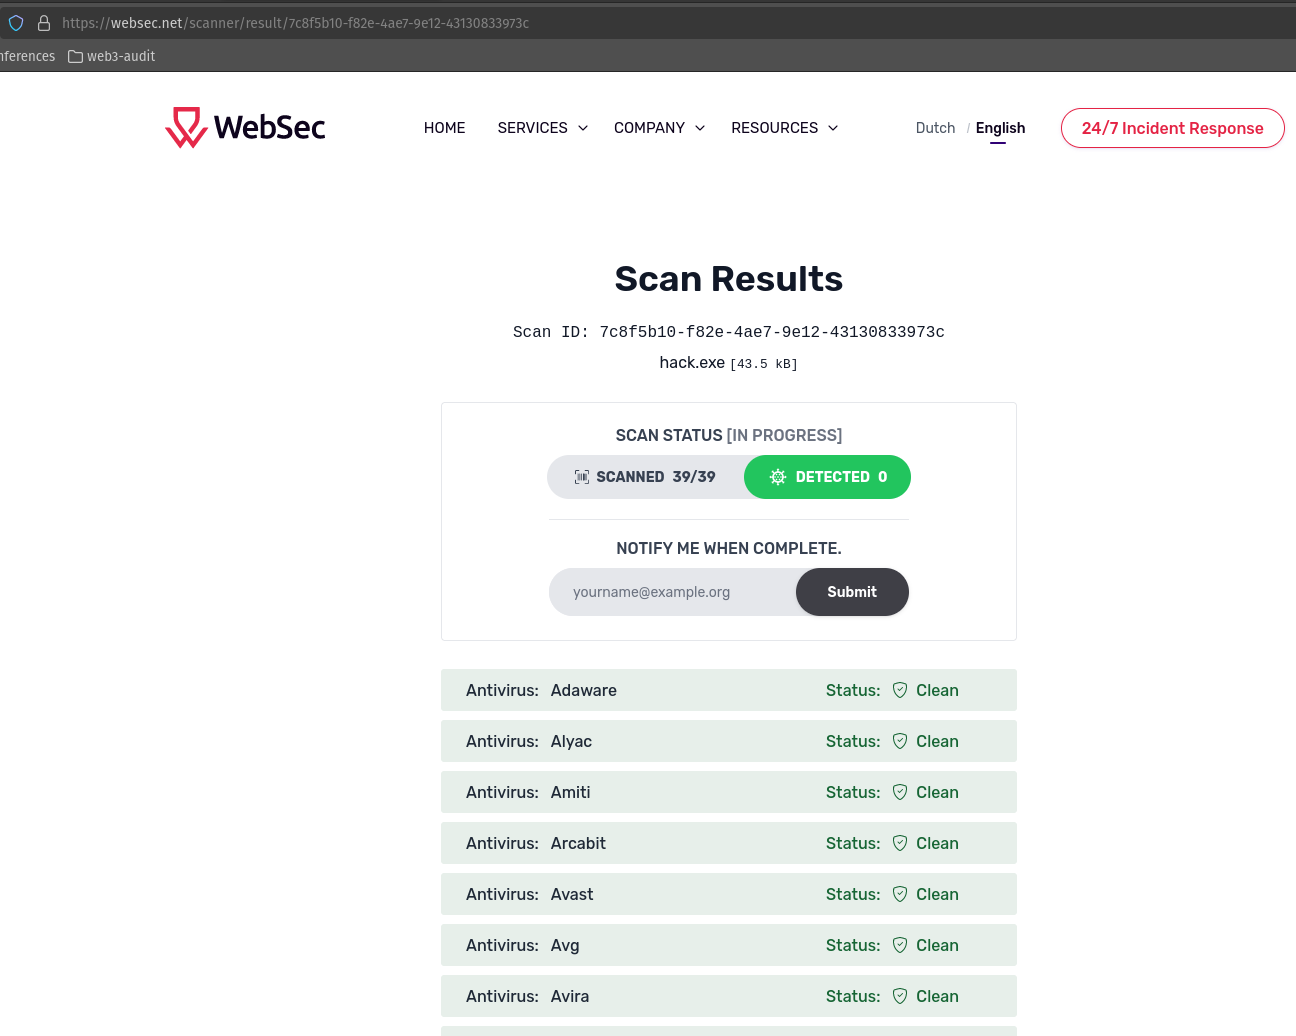 https://websec.net/scanner/result/7c8f5b10-f82e-4ae7-9e12-43130833973c
nferences web3-audit
WebSec HOME SERVICES COMPANY RESOURCES Dutch / English 24/7 Incident Response
Scan Results
Scan ID: 7c8f5b10-f82e-4ae7-9e12-43130833973c
hack.exe [43.5 kB]
SCAN STATUS [IN PROGRESS]
SCANNED 39/39 DETECTED 0
NOTIFY ME WHEN COMPLETE.
yourname@example.org Submit
Antivirus: Adaware Status: Clean
Antivirus: Alyac Status: Clean
Antivirus: Amiti Status: Clean
Antivirus: Arcabit Status: Clean
Antivirus: Avast Status: Clean
Antivirus: Avg Status: Clean
Antivirus: Avira Status: Clean